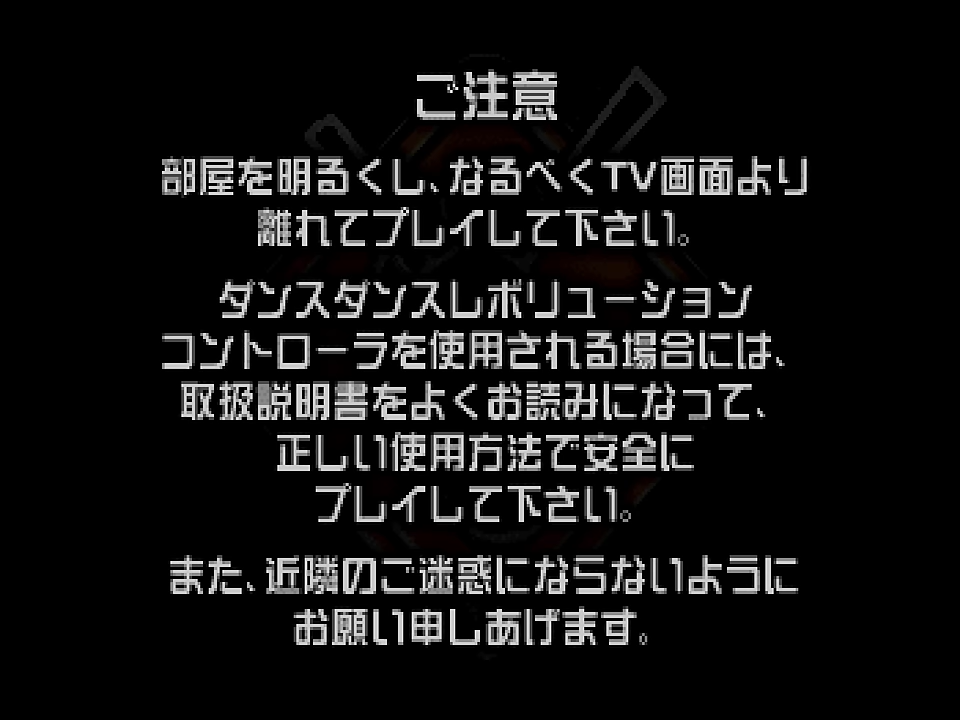 ご注意
部屋を明るくし、なるべくTV画面より
離れてプレイして下さい。
ダンスダンスレボリューション
コントローラを使用される場合には、
取扱説明書をよくお読みになって、
正しい使用方法で安全に
プレイして下さい。
また、近隣のご迷惑にならないように
お願い申しあげます。